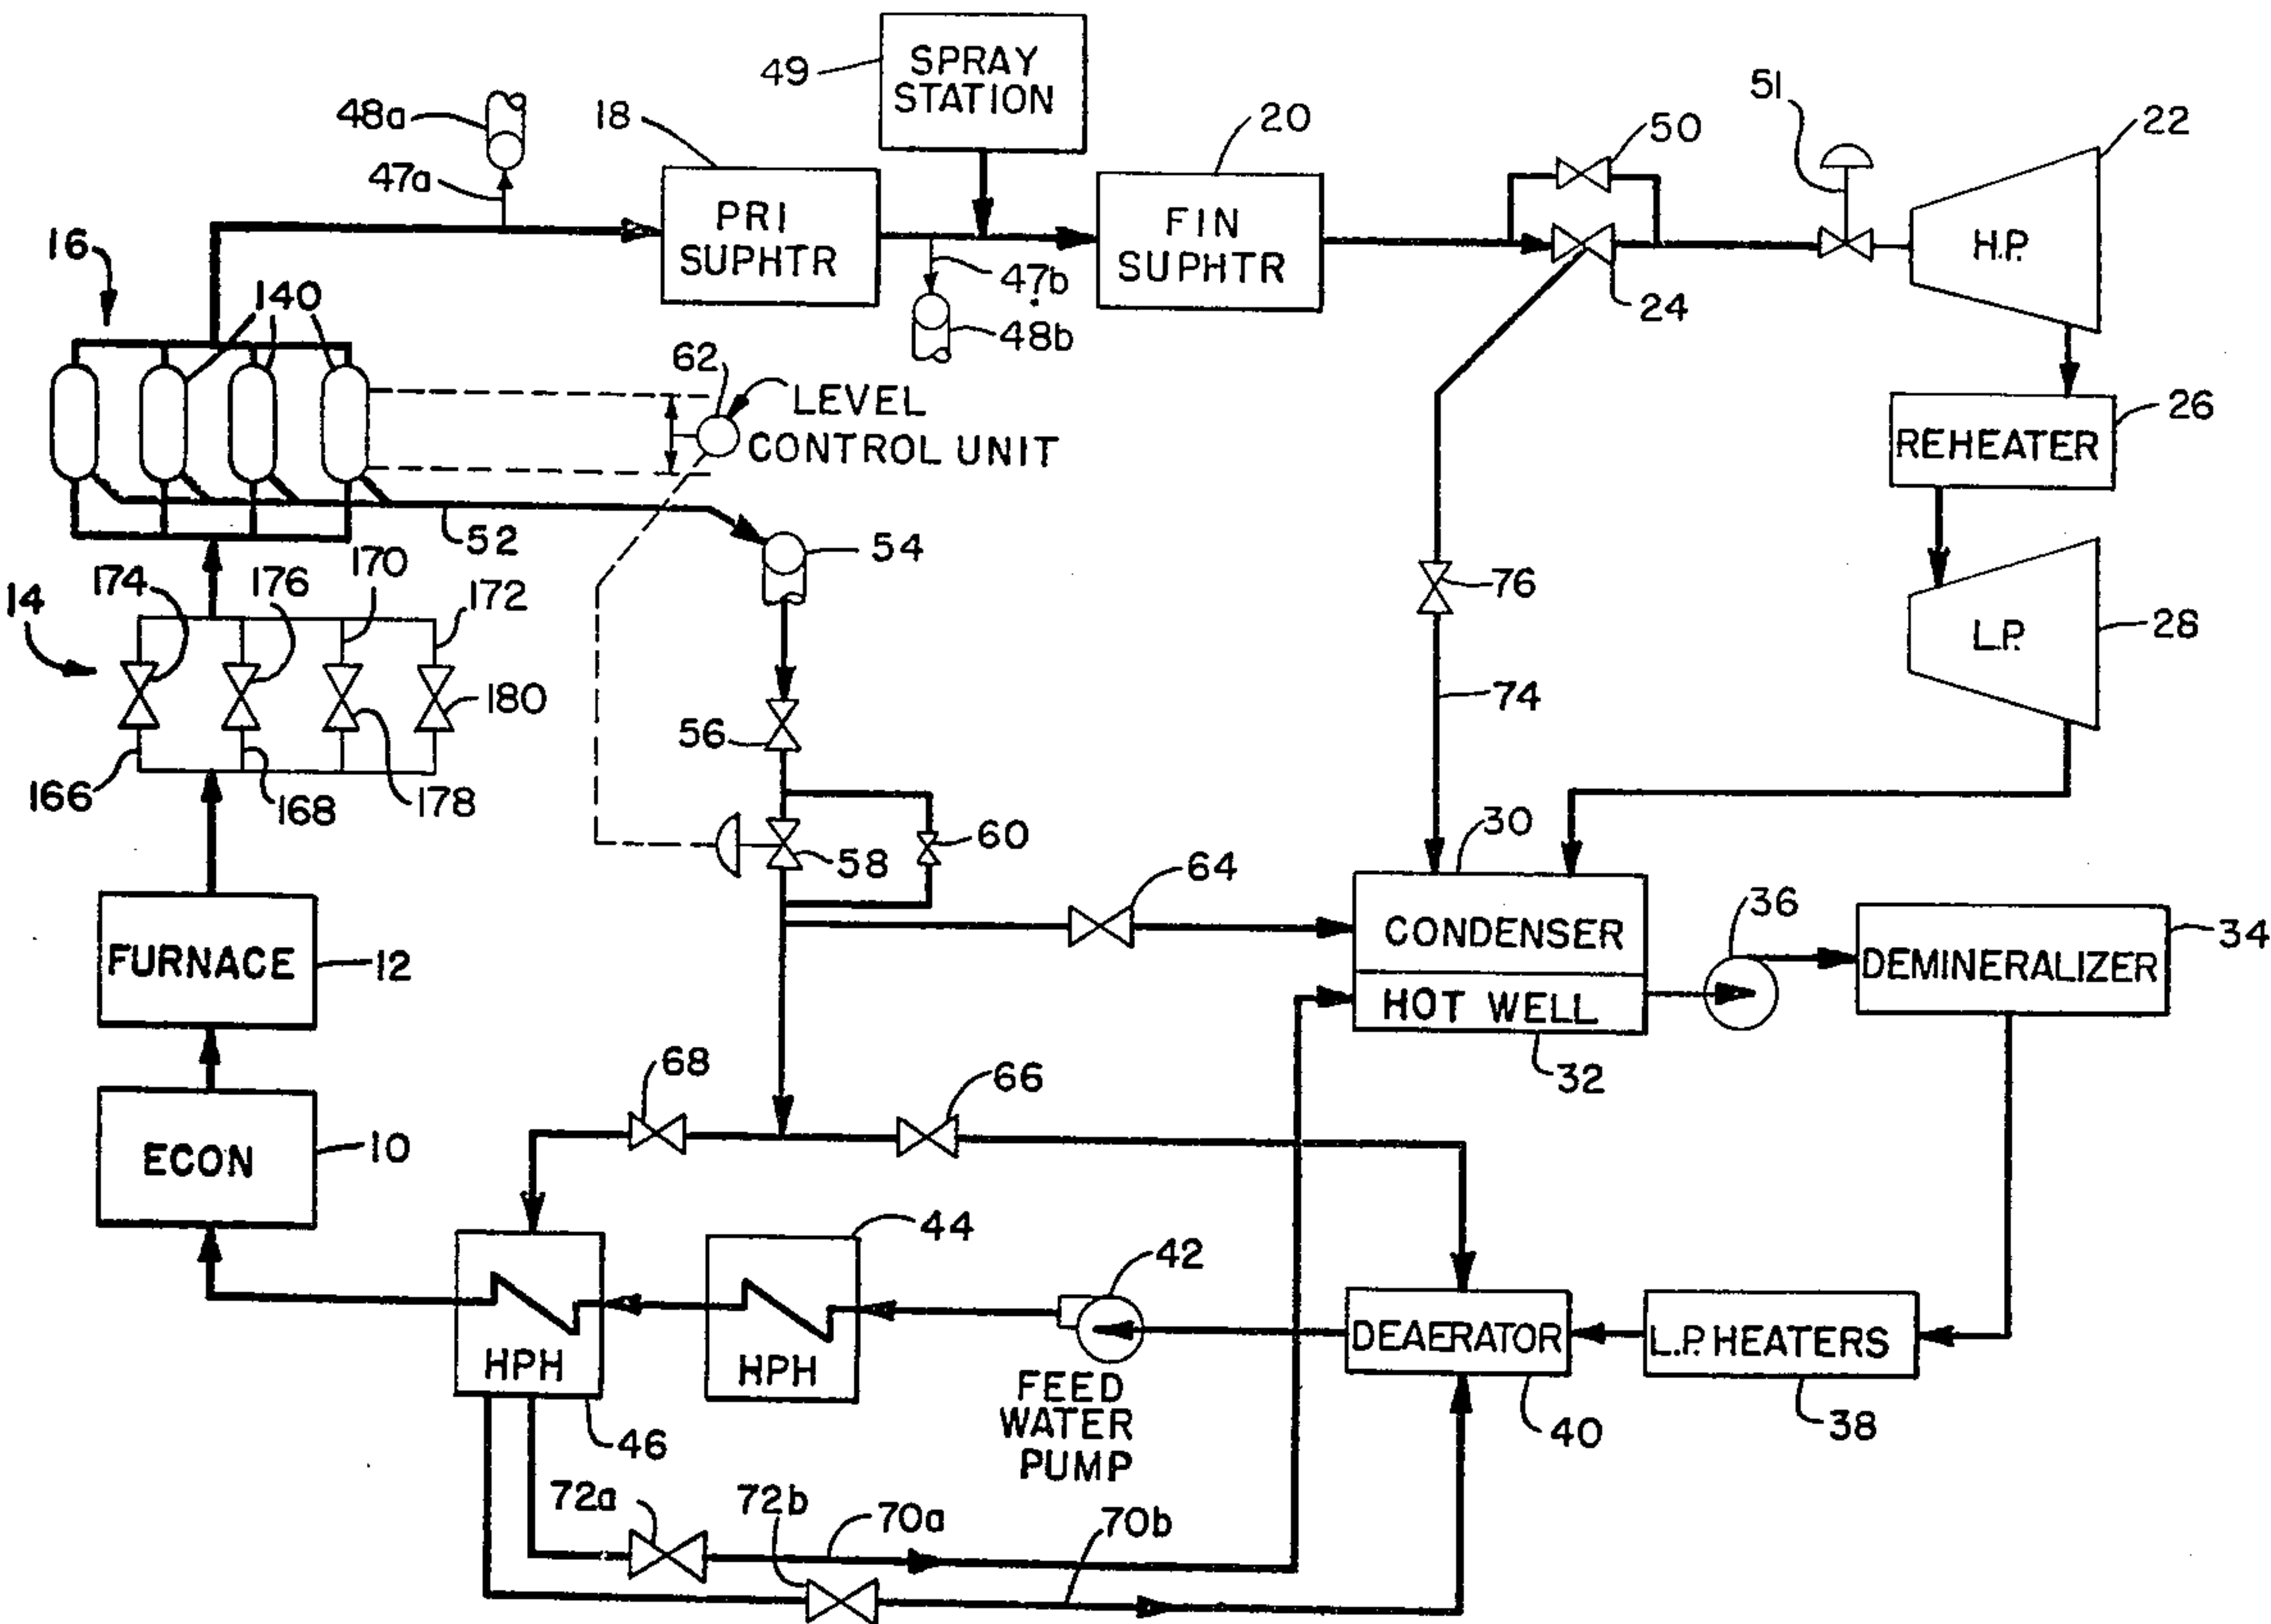 49
SPRAY
STATION
51
48a
18
20
50
22
47a
PRI
SUPHTR
FIN
SUPHTR
H.P.
16
140
47b
48b
24
62
LEVEL
CONTROL UNIT
26
REHEATER
52
54
170
174
176
172
14
76
28
L.P.
180
74
56
166
168
178
60
58
30
64
36
34
CONDENSER
DEMINERALIZER
FURNACE
12
HOT WELL
32
68
66
ECON
10
44
42
HPH
HPH
DEAERATOR
L.P. HEATERS
FEED
WATER
PUMP
46
40
38
72a
72b
70a
70b